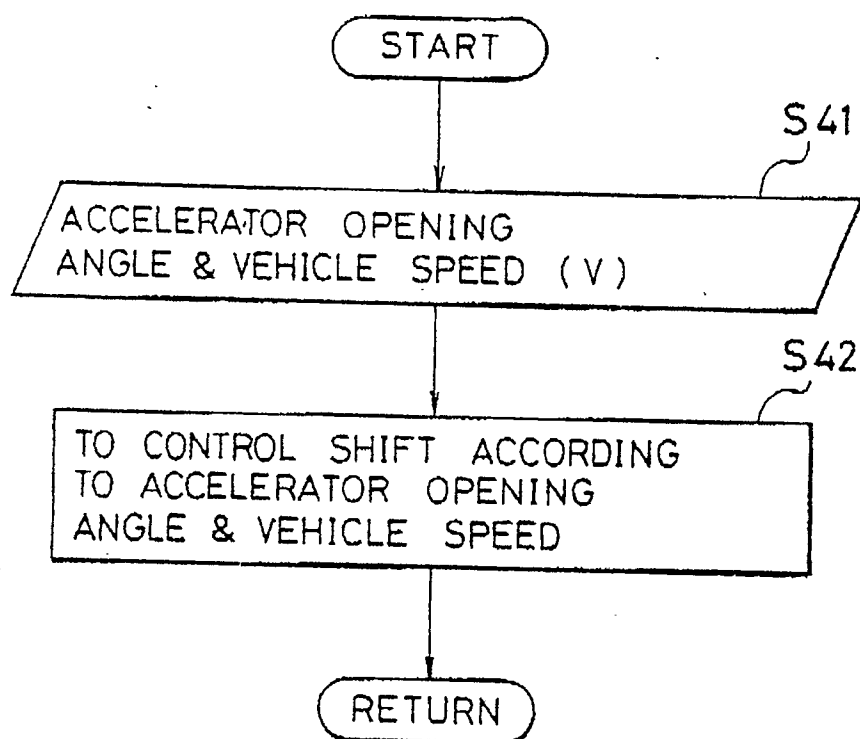 START
S41
ACCELERATOR OPENING
ANGLE & VEHICLE SPEED (V)
S42
TO CONTROL SHIFT ACCORDING
TO ACCELERATOR OPENING
ANGLE & VEHICLE SPEED
RETURN